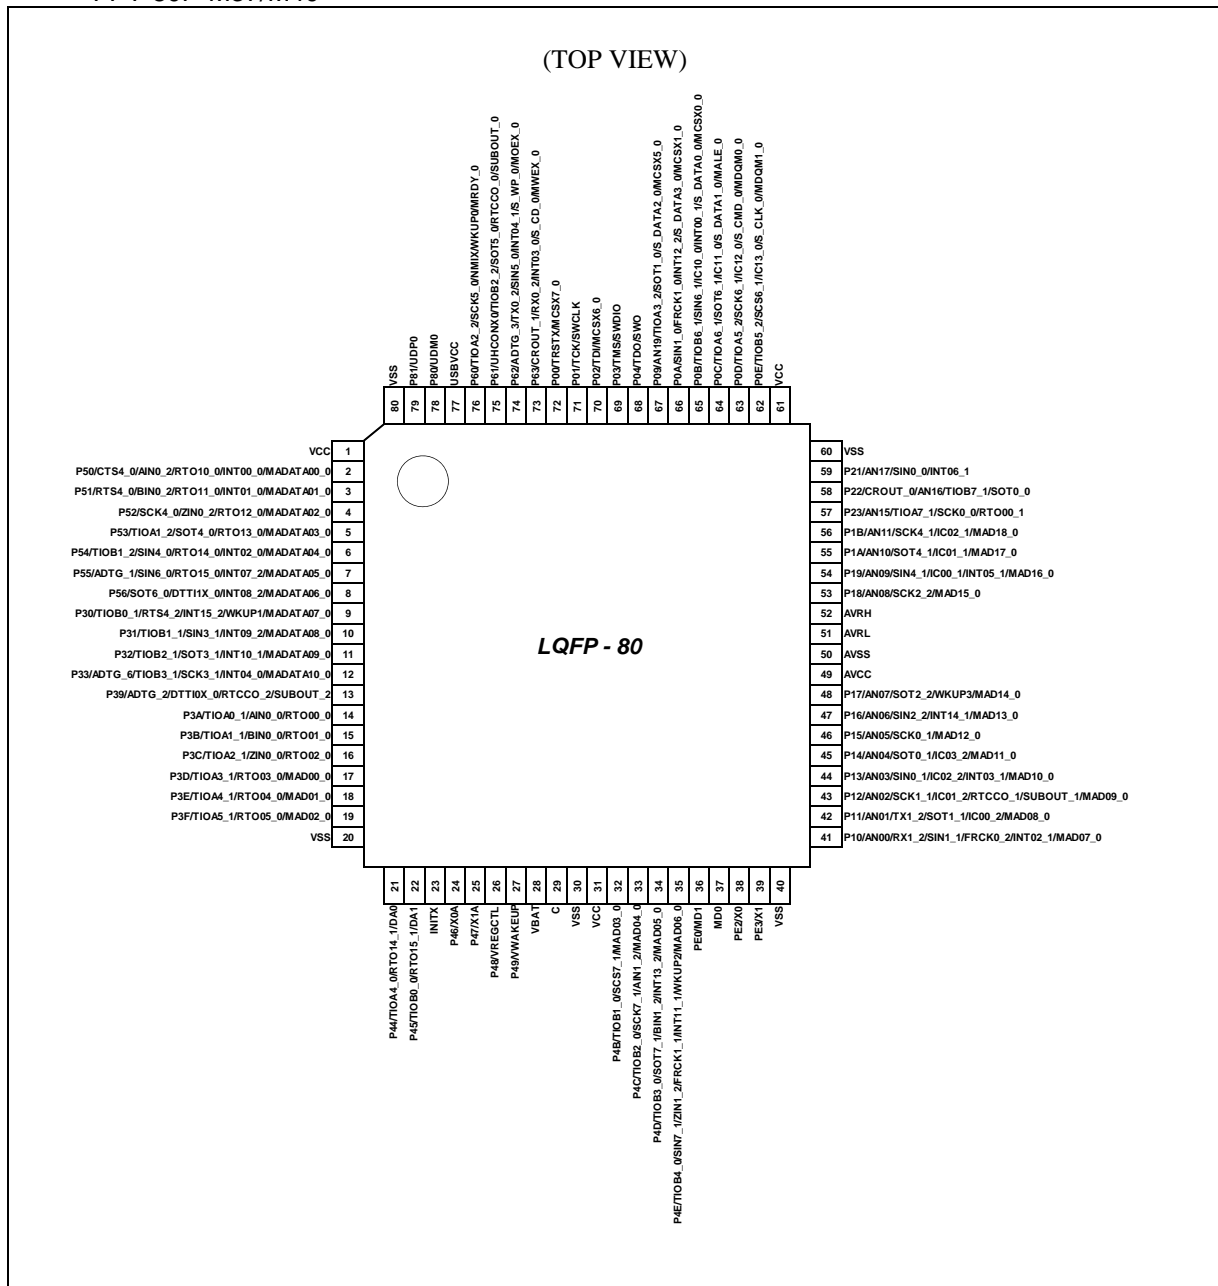 (TOP VIEW)
VSS
P81/UDP0
P80/UDM0
USBVCC
P60/TIOA2_2/SCK5_0/NMIX/WKUP0/MRDY_0
P61/UHCONX0/TIOB2_2/SOT5_0/RTCCO_0/SUBOUT_0
P62/ADTG_3/TX0_2/SIN5_0/INT04_1/S_WP_0/MOEX_0
P63/CROUT_1/RX0_2/INT03_0/S_CD_0/MWEX_0
P00/TRSTX/MCSX7_0
P01/TCK/SWCLK
P02/TDI/MCSX6_0
P03/TMS/SWDIO
P04/TDO/SWO
P09/AN19/TIOA3_2/SOT1_0/S_DATA2_0/MCSX5_0
P0A/SIN1_0/FRCK1_0/INT12_2/S_DATA3_0/MCSX1_0
P0B/TIOB6_1/SIN6_1/IC10_0/INT00_1/S_DATA0_0/MCSX0_0
P0C/TIOA6_1/SOT6_1/IC11_0/S_DATA1_0/MALE_0
P0D/TIOA5_2/SCK6_1/IC12_0/S_CMD_0/MDQM0_0
P0E/TIOB5_2/SCS6_1/IC13_0/S_CLK_0/MDQM1_0
VCC
80 79 78 77 76 75 74 73 72 71 70 69 68 67 66 65 64 63 62 61
VCC 1
P50/CTS4_0/AIN0_2/RTO10_0/INT00_0/MADATA00_0 2
P51/RTS4_0/BIN0_2/RTO11_0/INT01_0/MADATA01_0 3
P52/SCK4_0/ZIN0_2/RTO12_0/MADATA02_0 4
P53/TIOA1_2/SOT4_0/RTO13_0/MADATA03_0 5
P54/TIOB1_2/SIN4_0/RTO14_0/INT02_0/MADATA04_0 6
P55/ADTG_1/SIN6_0/RTO15_0/INT07_2/MADATA05_0 7
P56/SOT6_0/DTTI1X_0/INT08_2/MADATA06_0 8
P30/TIOB0_1/RTS4_2/INT15_2/WKUP1/MADATA07_0 9
P31/TIOB1_1/SIN3_1/INT09_2/MADATA08_0 10
P32/TIOB2_1/SOT3_1/INT10_1/MADATA09_0 11
P33/ADTG_6/TIOB3_1/SCK3_1/INT04_0/MADATA10_0 12
P39/ADTG_2/DTTI0X_0/RTCCO_2/SUBOUT_2 13
P3A/TIOA0_1/AIN0_0/RTO00_0 14
P3B/TIOA1_1/BIN0_0/RTO01_0 15
P3C/TIOA2_1/ZIN0_0/RTO02_0 16
P3D/TIOA3_1/RTO03_0/MAD00_0 17
P3E/TIOA4_1/RTO04_0/MAD01_0 18
P3F/TIOA5_1/RTO05_0/MAD02_0 19
VSS 20
LQFP - 80
60 VSS
59 P21/AN17/SIN0_0/INT06_1
58 P22/CROUT_0/AN16/TIOB7_1/SOT0_0
57 P23/AN15/TIOA7_1/SCK0_0/RTO00_1
56 P1B/AN11/SCK4_1/IC02_1/MAD18_0
55 P1A/AN10/SOT4_1/IC01_1/MAD17_0
54 P19/AN09/SIN4_1/IC00_1/INT05_1/MAD16_0
53 P18/AN08/SCK2_2/MAD15_0
52 AVRH
51 AVRL
50 AVSS
49 AVCC
48 P17/AN07/SOT2_2/WKUP3/MAD14_0
47 P16/AN06/SIN2_2/INT14_1/MAD13_0
46 P15/AN05/SCK0_1/MAD12_0
45 P14/AN04/SOT0_1/IC03_2/MAD11_0
44 P13/AN03/SIN0_1/IC02_2/INT03_1/MAD10_0
43 P12/AN02/SCK1_1/IC01_2/RTCCO_1/SUBOUT_1/MAD09_0
42 P11/AN01/TX1_2/SOT1_1/IC00_2/MAD08_0
41 P10/AN00/RX1_2/SIN1_1/FRCK0_2/INT02_1/MAD07_0
21 22 23 24 25 26 27 28 29 30 31 32 33 34 35 36 37 38 39 40
P44/TIOA4_0/RTO14_1/DA0
P45/TIOB0_0/RTO15_1/DA1
INITX
P46/X0A
P47/X1A
P48/VREGCTL
P49/VWAKEUP
VBAT
C
VSS
VCC
P4B/TIOB1_0/SCS7_1/MAD03_0
P4C/TIOB2_0/SCK7_1/AIN1_2/MAD04_0
P4D/TIOB3_0/SOT7_1/BIN1_2/INT13_2/MAD05_0
P4E/TIOB4_0/SIN7_1/ZIN1_2/FRCK1_1/INT11_1/WKUP2/MAD06_0
PE0/MD1
MD0
PE2/X0
PE3/X1
VSS